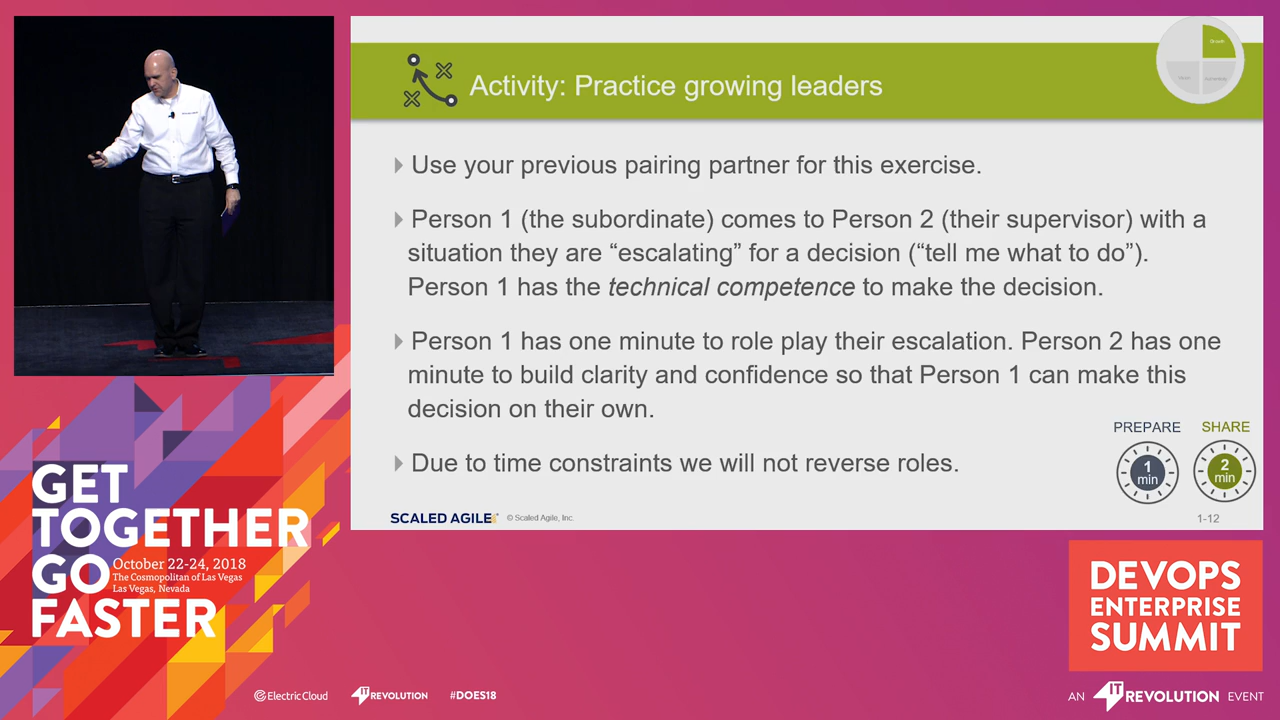 Growth
Activity: Practice growing leaders
Use your previous pairing partner for this exercise.
Person 1 (the subordinate) comes to Person 2 (their supervisor) with a
situation they are “escalating” for a decision (“tell me what to do”).
Person 1 has the technical competence to make the decision.
Person 1 has one minute to role play their escalation. Person 2 has one
minute to build clarity and confidence so that Person 1 can make this
decision on their own.
Due to time constraints we will not reverse roles.
PREPARE
1
min
SHARE
2
min
SCALED AGILE
© Scaled Agile, Inc.
1-12
GET
TOGETHER
GO
FASTER
October 22-24, 2018
The Cosmopolitan of Las Vegas
Las Vegas, Nevada
DEVOPS
ENTERPRISE
SUMMIT
ElectricCloud
IT REVOLUTION
#DOES18
AN IT REVOLUTION EVENT